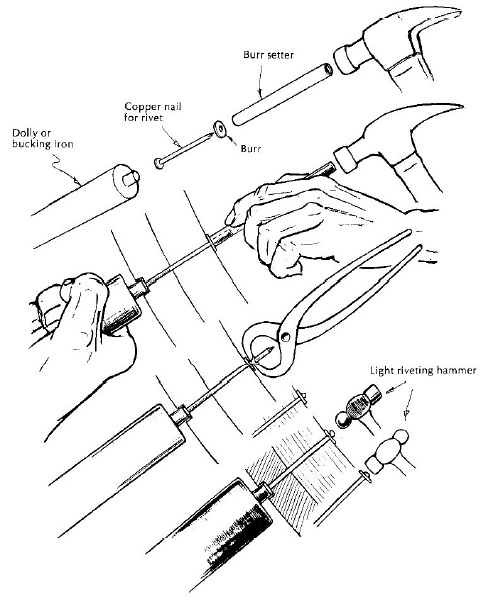 Burr setter
Copper nail
for rivet
Dolly or
bucking iron
Burr
Light riveting hammer